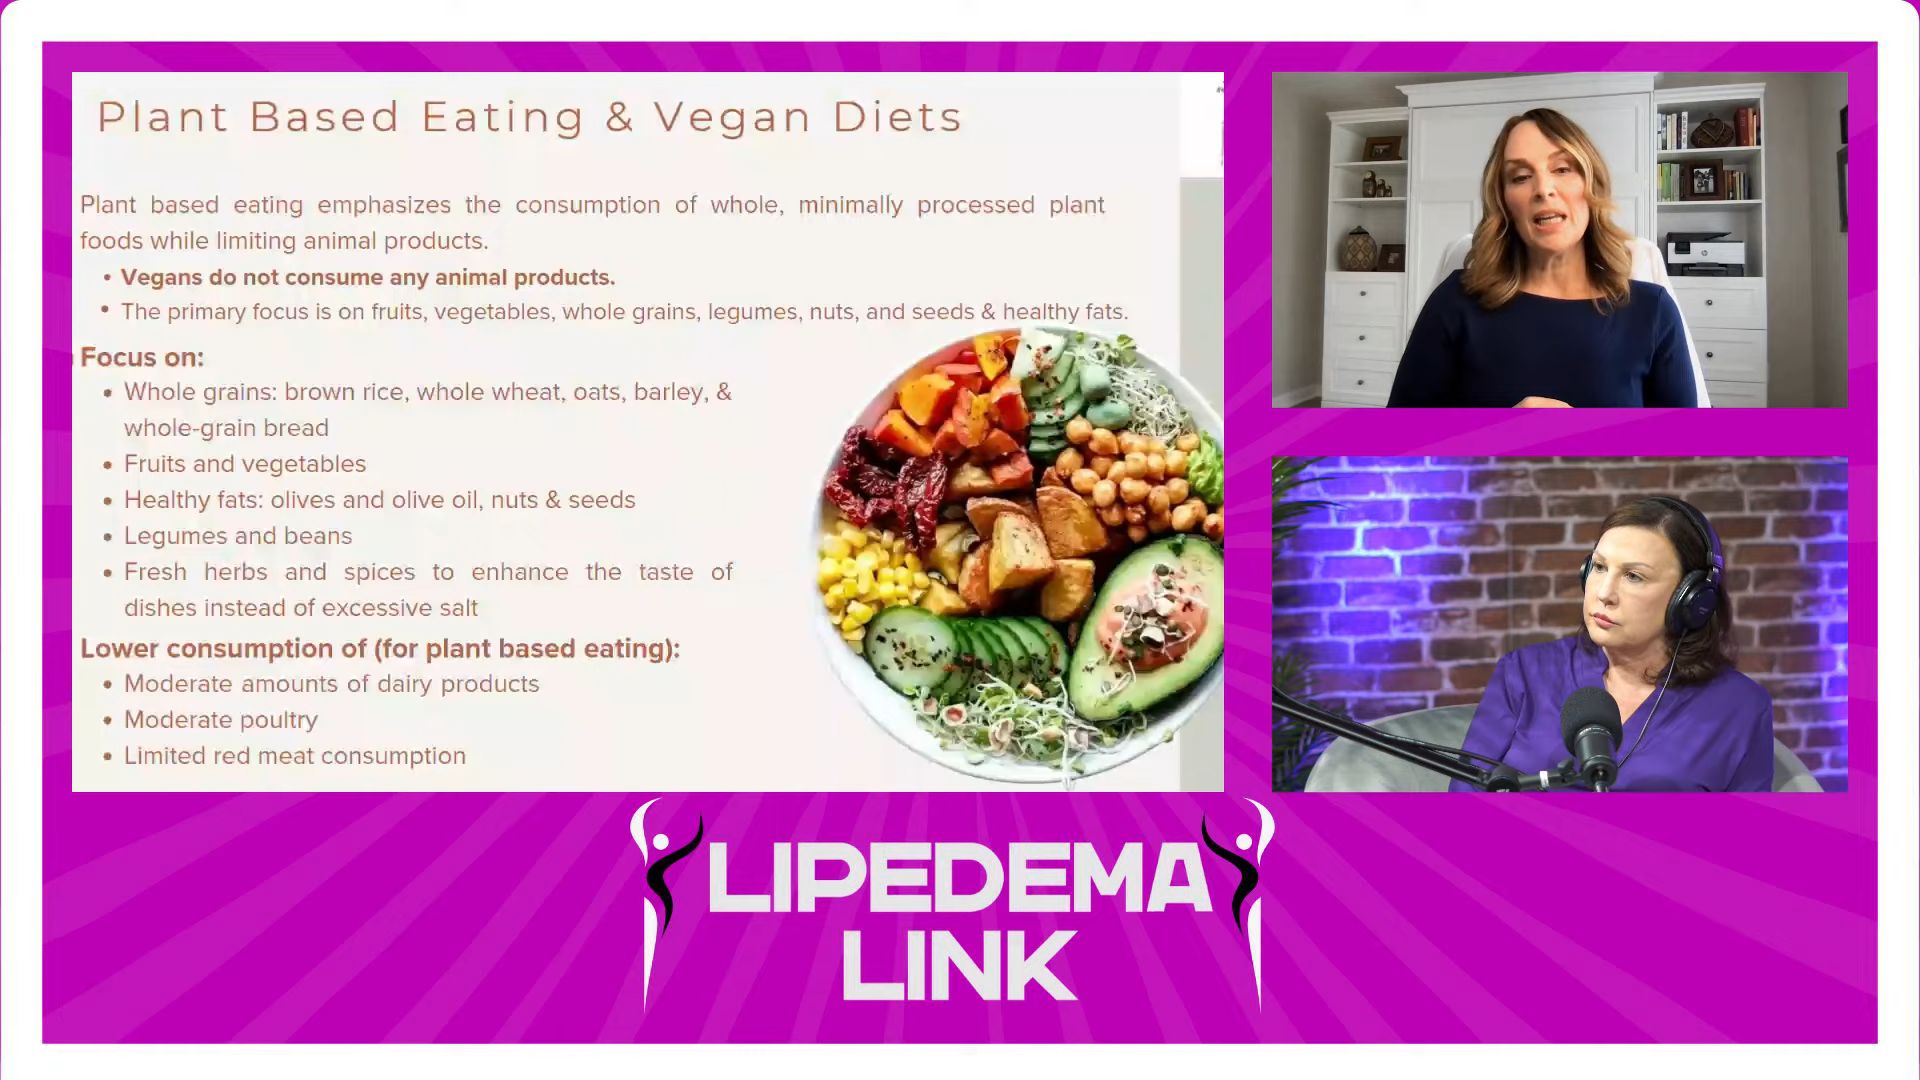 Plant Based Eating & Vegan Diets
Plant based eating emphasizes the consumption of whole, minimally processed plant
foods while limiting animal products.
• Vegans do not consume any animal products.
• The primary focus is on fruits, vegetables, whole grains, legumes, nuts, and seeds & healthy fats.
Focus on:
• Whole grains: brown rice, whole wheat, oats, barley, &
whole-grain bread
• Fruits and vegetables
• Healthy fats: olives and olive oil, nuts & seeds
• Legumes and beans
• Fresh herbs and spices to enhance the taste of
dishes instead of excessive salt
Lower consumption of (for plant based eating):
• Moderate amounts of dairy products
• Moderate poultry
• Limited red meat consumption
LIPEDEMA
LINK